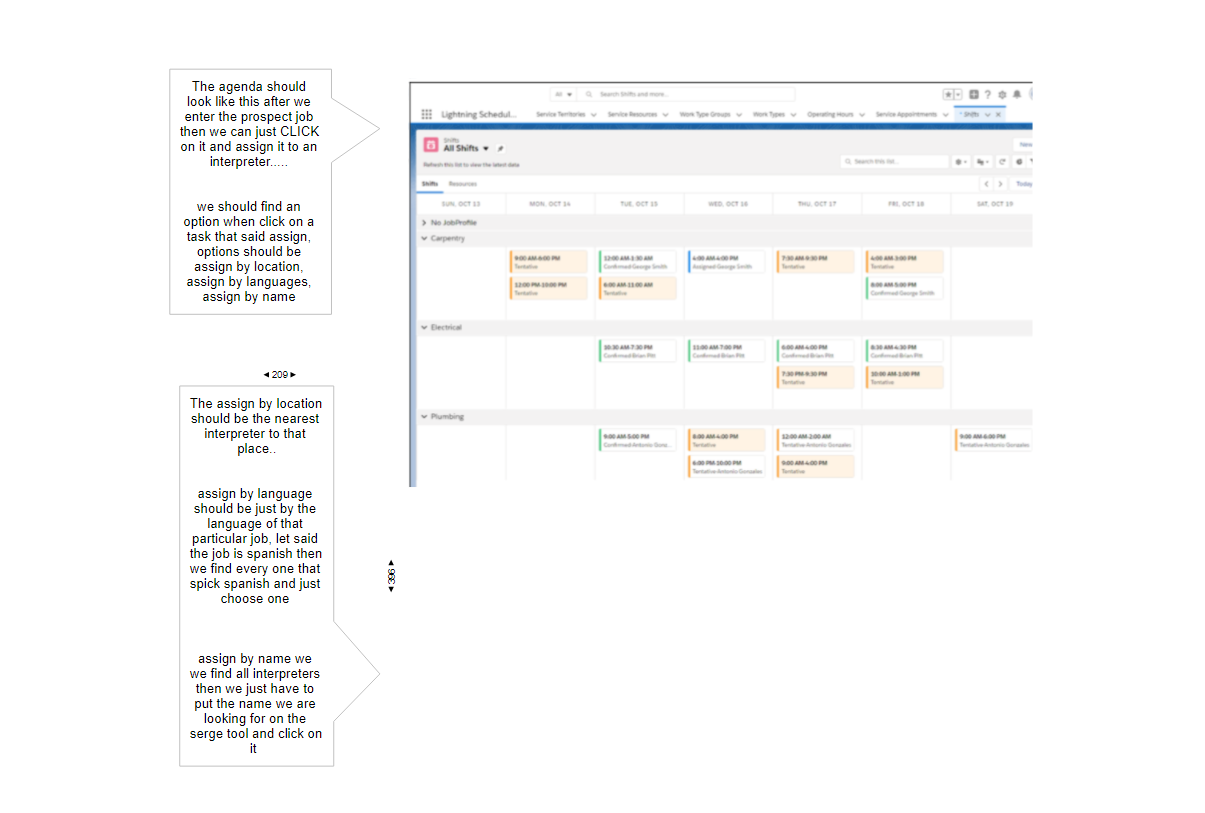 The agenda should
look like this after we
enter the prospect job
then we can just CLICK
on it and assign it to an
interpreter.....
we should find an
option when click on a
task that said assign,
options should be
assign by location,
assign by languages,
assign by name
209
The assign by location
should be the nearest
interpreter to that
place..
assign by language
should be just by the
language of that
particular job, let said
the job is spanish then
we find every one that
spick spanish and just
choose one
396
assign by name we
we find all interpreters
then we just have to
put the name we are
looking for on the
serge tool and click on
it
All Search Shifts and more...
Lightning Schedul... Service Territories Service Resources Work Type Groups Work Types Operating Hours Service Appointments * Shifts
Shifts
All Shifts New
Refresh this list to view the latest data Search this list...
Shifts Resources Today
SUN, OCT 13 MON, OCT 14 TUE, OCT 15 WED, OCT 16 THU, OCT 17 FRI, OCT 18 SAT, OCT 19
No JobProfile
Carpentry
9:00 AM-6:00 PM 12:00 AM-1:30 AM 4:00 AM-4:00 PM 7:30 AM-9:30 PM 4:00 AM-3:00 PM
Tentative Confirmed George Smith Assigned George Smith Tentative Tentative
12:00 PM-10:00 PM 6:00 AM-11:00 AM 8:00 AM-5:00 PM
Tentative Tentative Confirmed George Smith
Electrical
10:30 AM-7:30 PM 11:00 AM-7:00 PM 6:00 AM-4:00 PM 8:30 AM-4:30 PM
Confirmed Brian Pitt Confirmed Brian Pitt Confirmed Brian Pitt Confirmed Brian Pitt
7:30 PM-9:30 PM 10:00 AM-1:00 PM
Tentative Tentative
Plumbing
9:00 AM-5:00 PM 8:00 AM-4:00 PM 12:00 AM-2:00 AM 9:00 AM-6:00 PM
Confirmed Antonio Gonz... Tentative Tentative Antonio Gonzales Tentative Antonio Gonzales
6:00 PM-10:00 PM 9:00 AM-4:00 PM
Tentative Antonio Gonzales Tentative